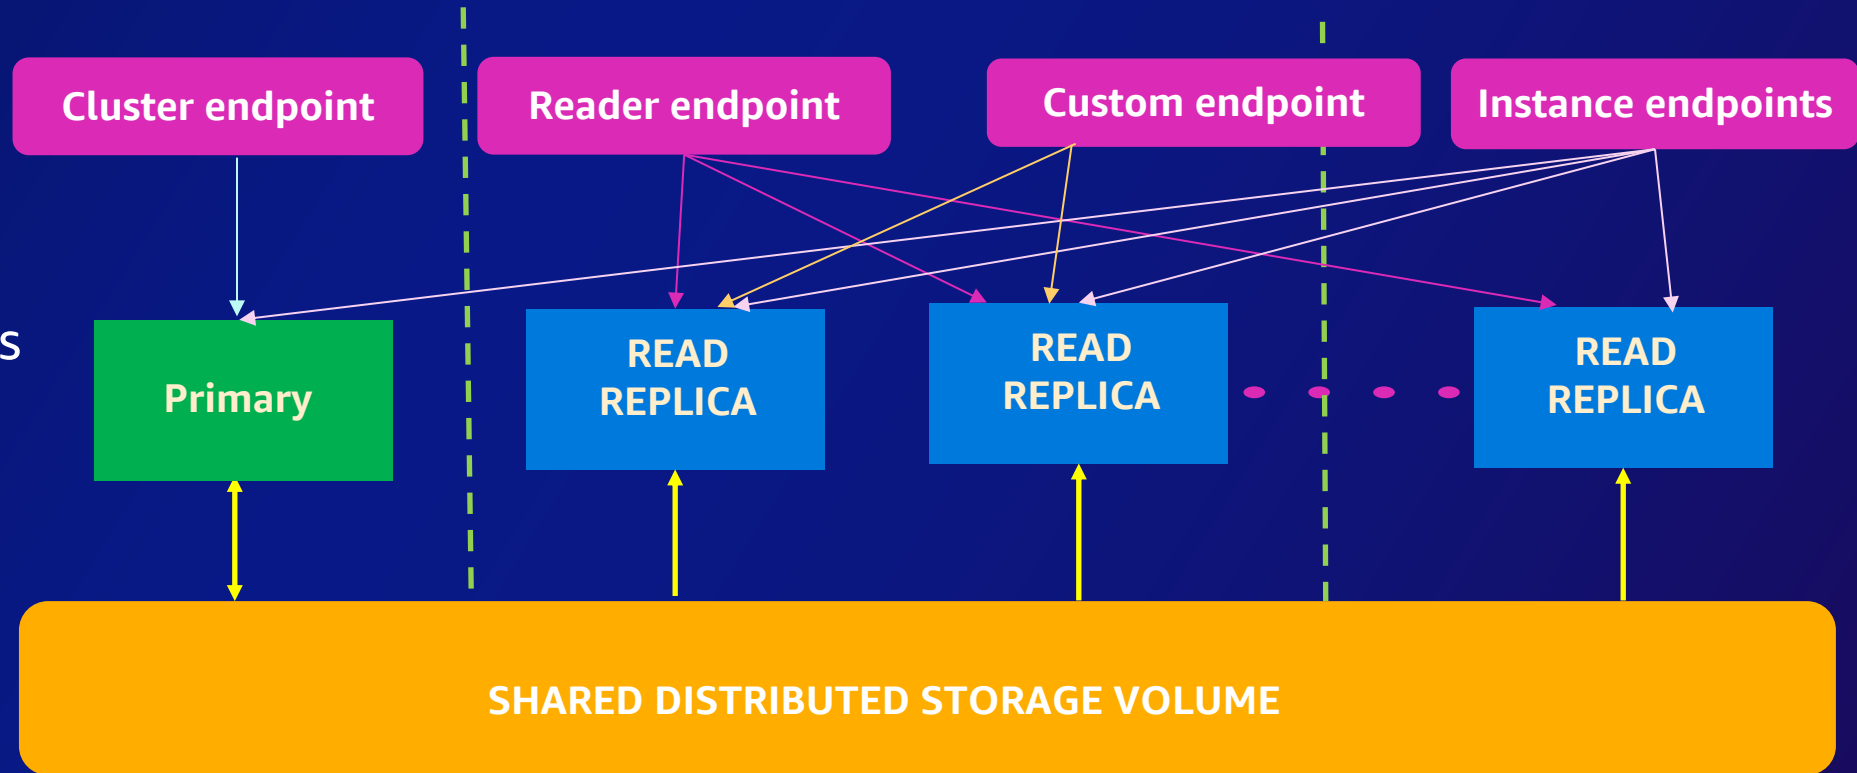 Cluster endpoint
Reader endpoint
Custom endpoint
Instance endpoints
s
Primary
READ
REPLICA
READ
REPLICA
READ
REPLICA
SHARED DISTRIBUTED STORAGE VOLUME